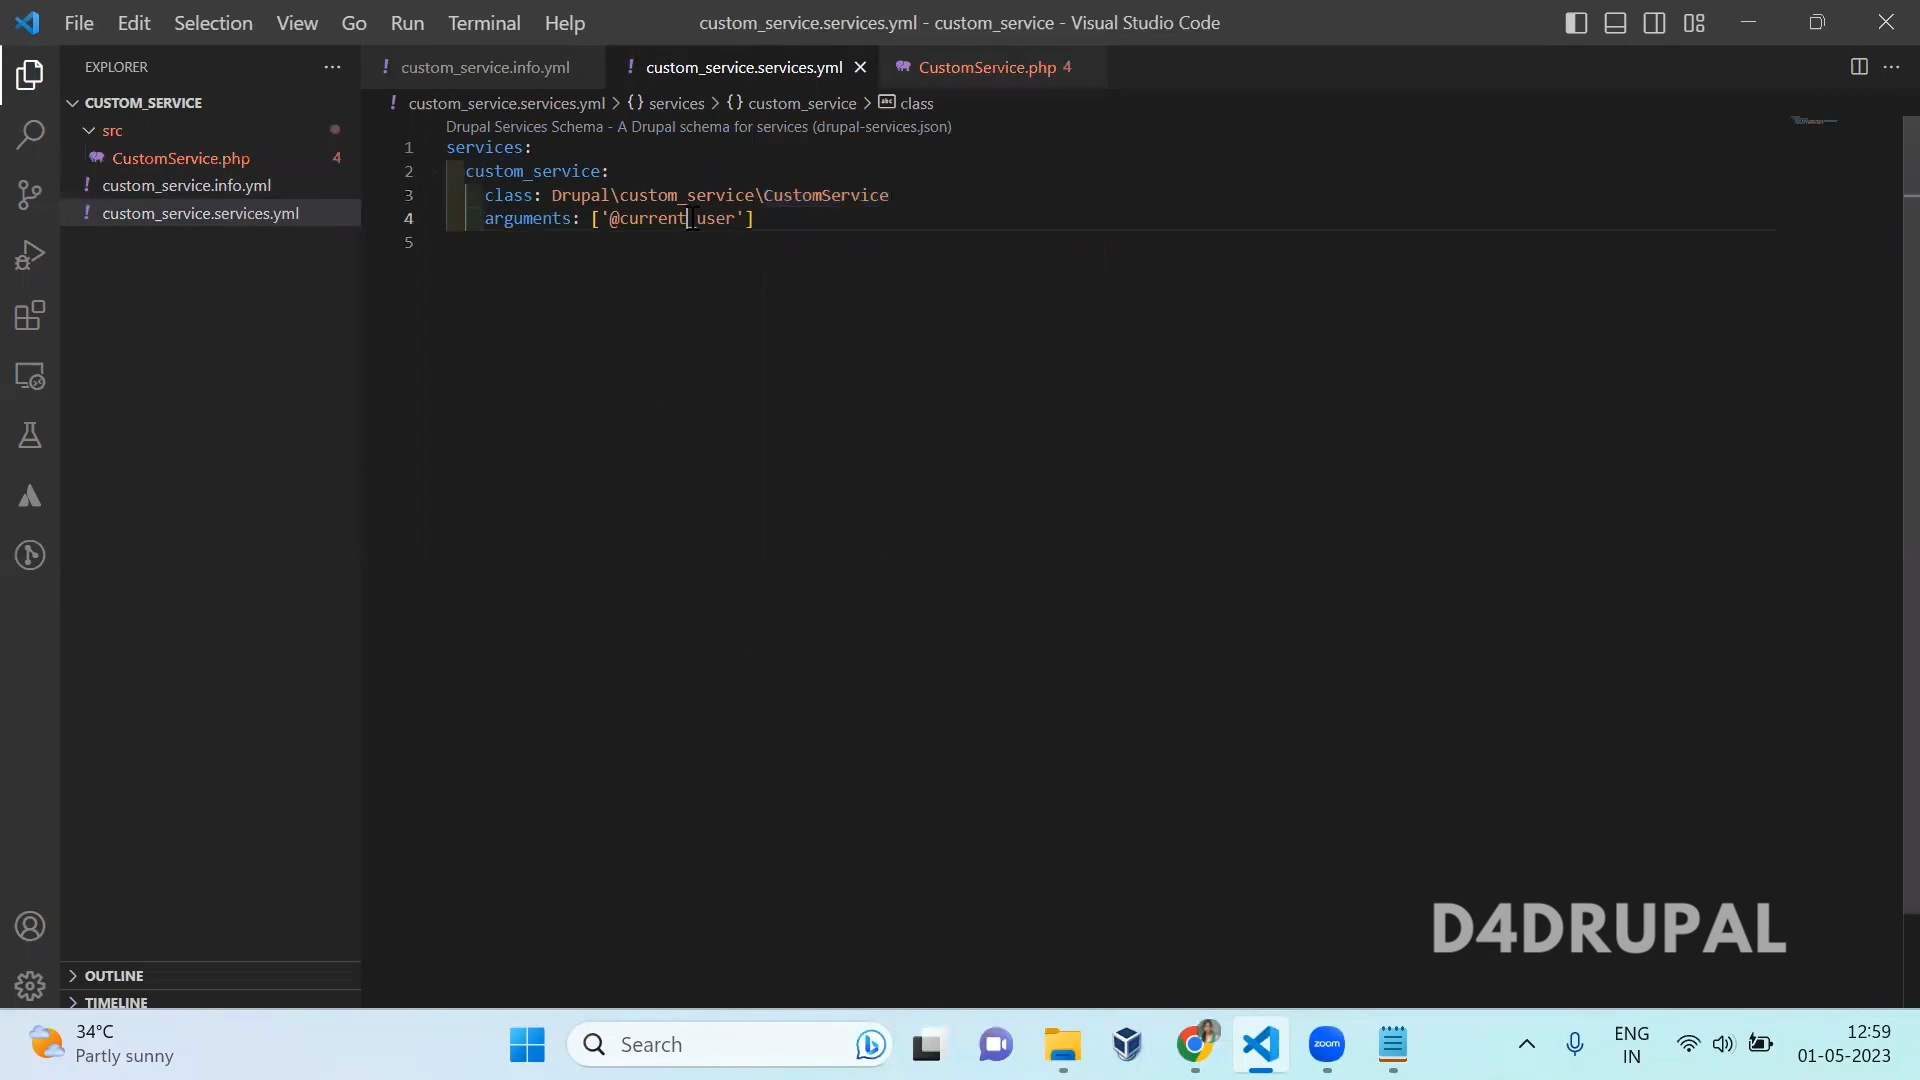 File Edit Selection View Go Run Terminal Help
custom_service.services.yml - custom_service - Visual Studio Code
EXPLORER
CUSTOM_SERVICE
src
CustomService.php 4
custom_service.info.yml
custom_service.services.yml
OUTLINE
TIMELINE
custom_service.info.yml
custom_service.services.yml
CustomService.php 4
custom_service.services.yml > {} services > {} custom_service > abc class
Drupal Services Schema - A Drupal schema for services (drupal-services.json)
1 services:
2 custom_service:
3 class: Drupal\custom_service\CustomService
4 arguments: ['@current_user']
5
D4DRUPAL
34°C
Partly sunny
Search
zoom
ENG
IN
12:59
01-05-2023